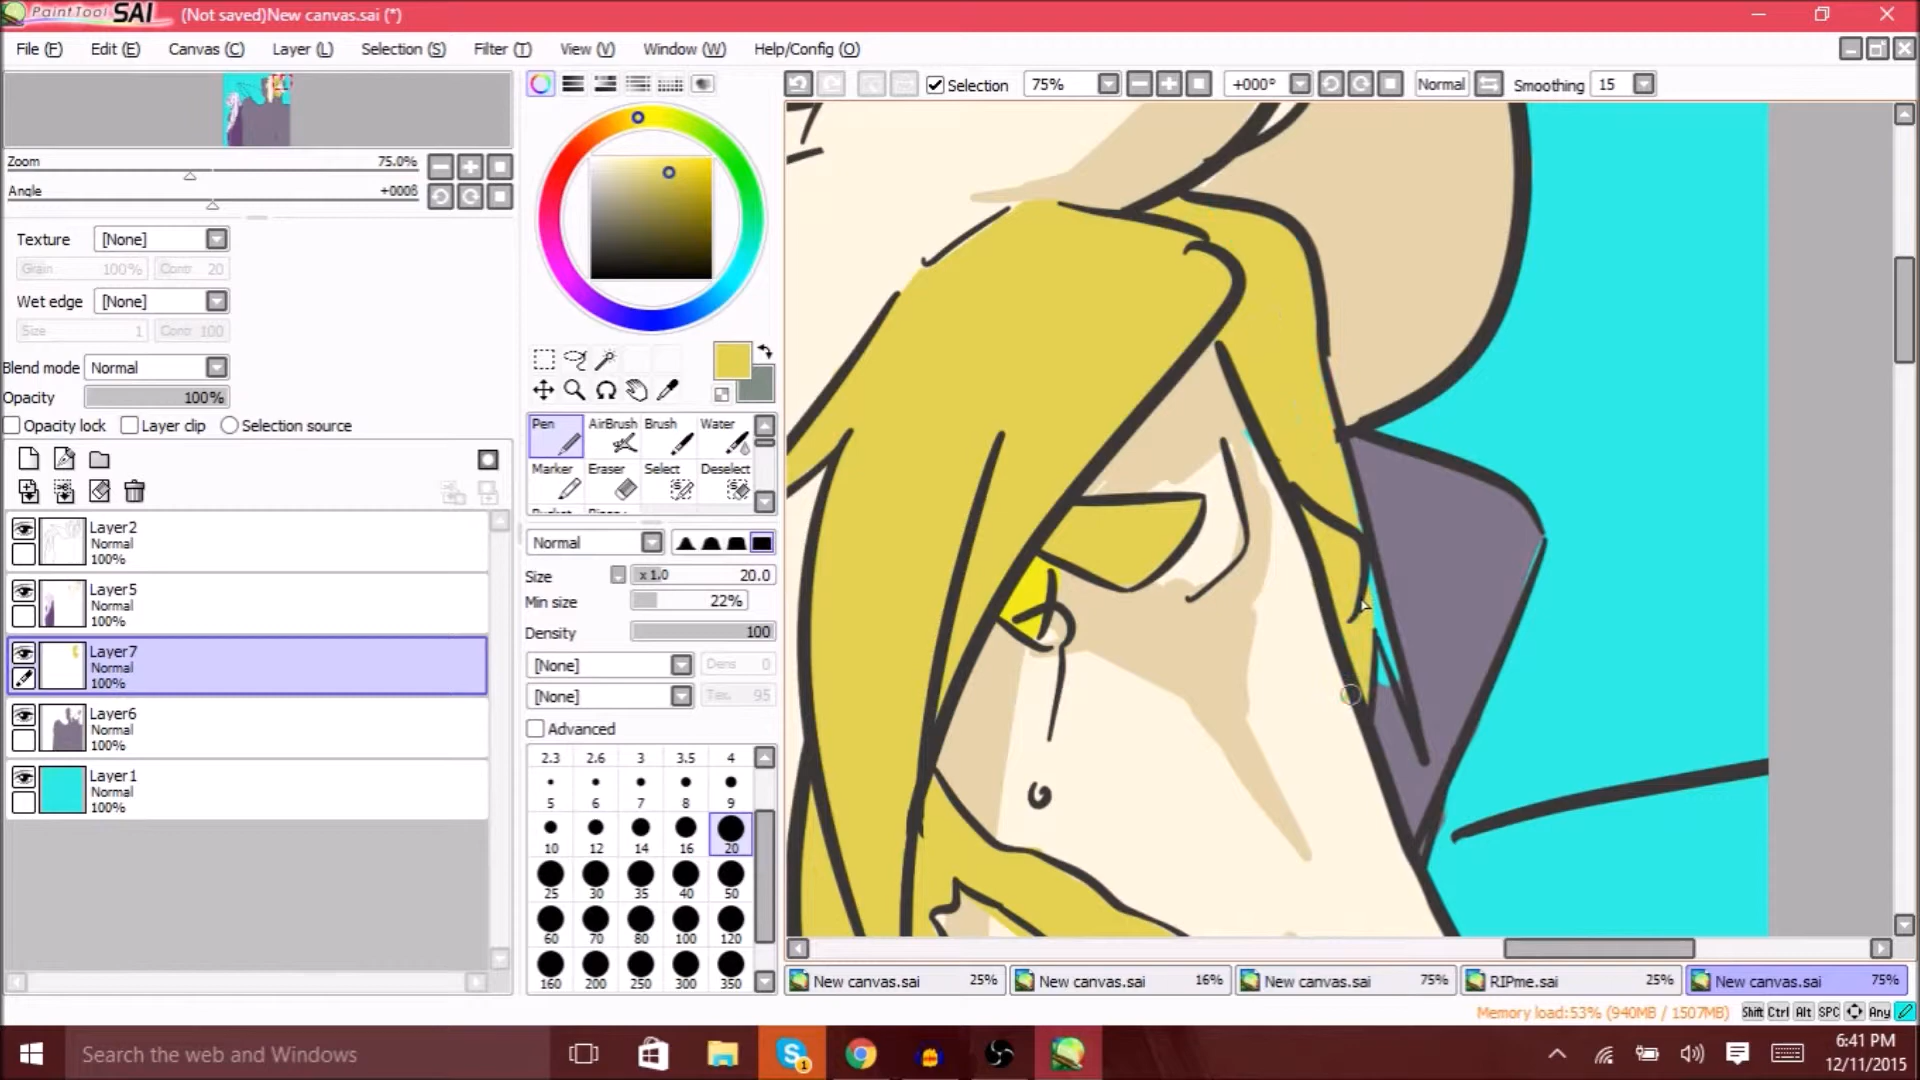 PaintTool SAI (Not saved)New canvas.sai (*)
File (F) Edit (E) Canvas (C) Layer (L) Selection (S) Filter (T) View (V) Window (W) Help/Config (O)
Selection 75% +000° Normal Smoothing 15
Zoom 75.0%
Angle
Texture [None]
Grain 100% Contr 20
Wet edge [None]
Size 1 Contr 100
Blend mode Normal
Opacity 100%
Opacity lock Layer clip Selection source
Layer2
Normal
100%
Layer5
Normal
100%
Layer7
Normal
100%
Layer6
Normal
100%
Layer1
Normal
100%
Pen AirBrush Brush Water
Marker Eraser Select Deselect
Normal
Size x 1.0 20.0
Min size 22%
Density 100
[None] Dens 0
[None] Tex. 95
Advanced
2.3 2.6 3 3.5 4
5 6 7 8 9
10 12 14 16 20
25 30 35 40 50
60 70 80 100 120
160 200 250 300 350
New canvas.sai 25% New canvas.sai 16% New canvas.sai 75% RIPme.sai 25% New canvas.sai 75%
Memory load:53% (940MB / 1507MB) Shift Ctrl Alt SPC Any
Search the web and Windows
1
6:41 PM
12/11/2015